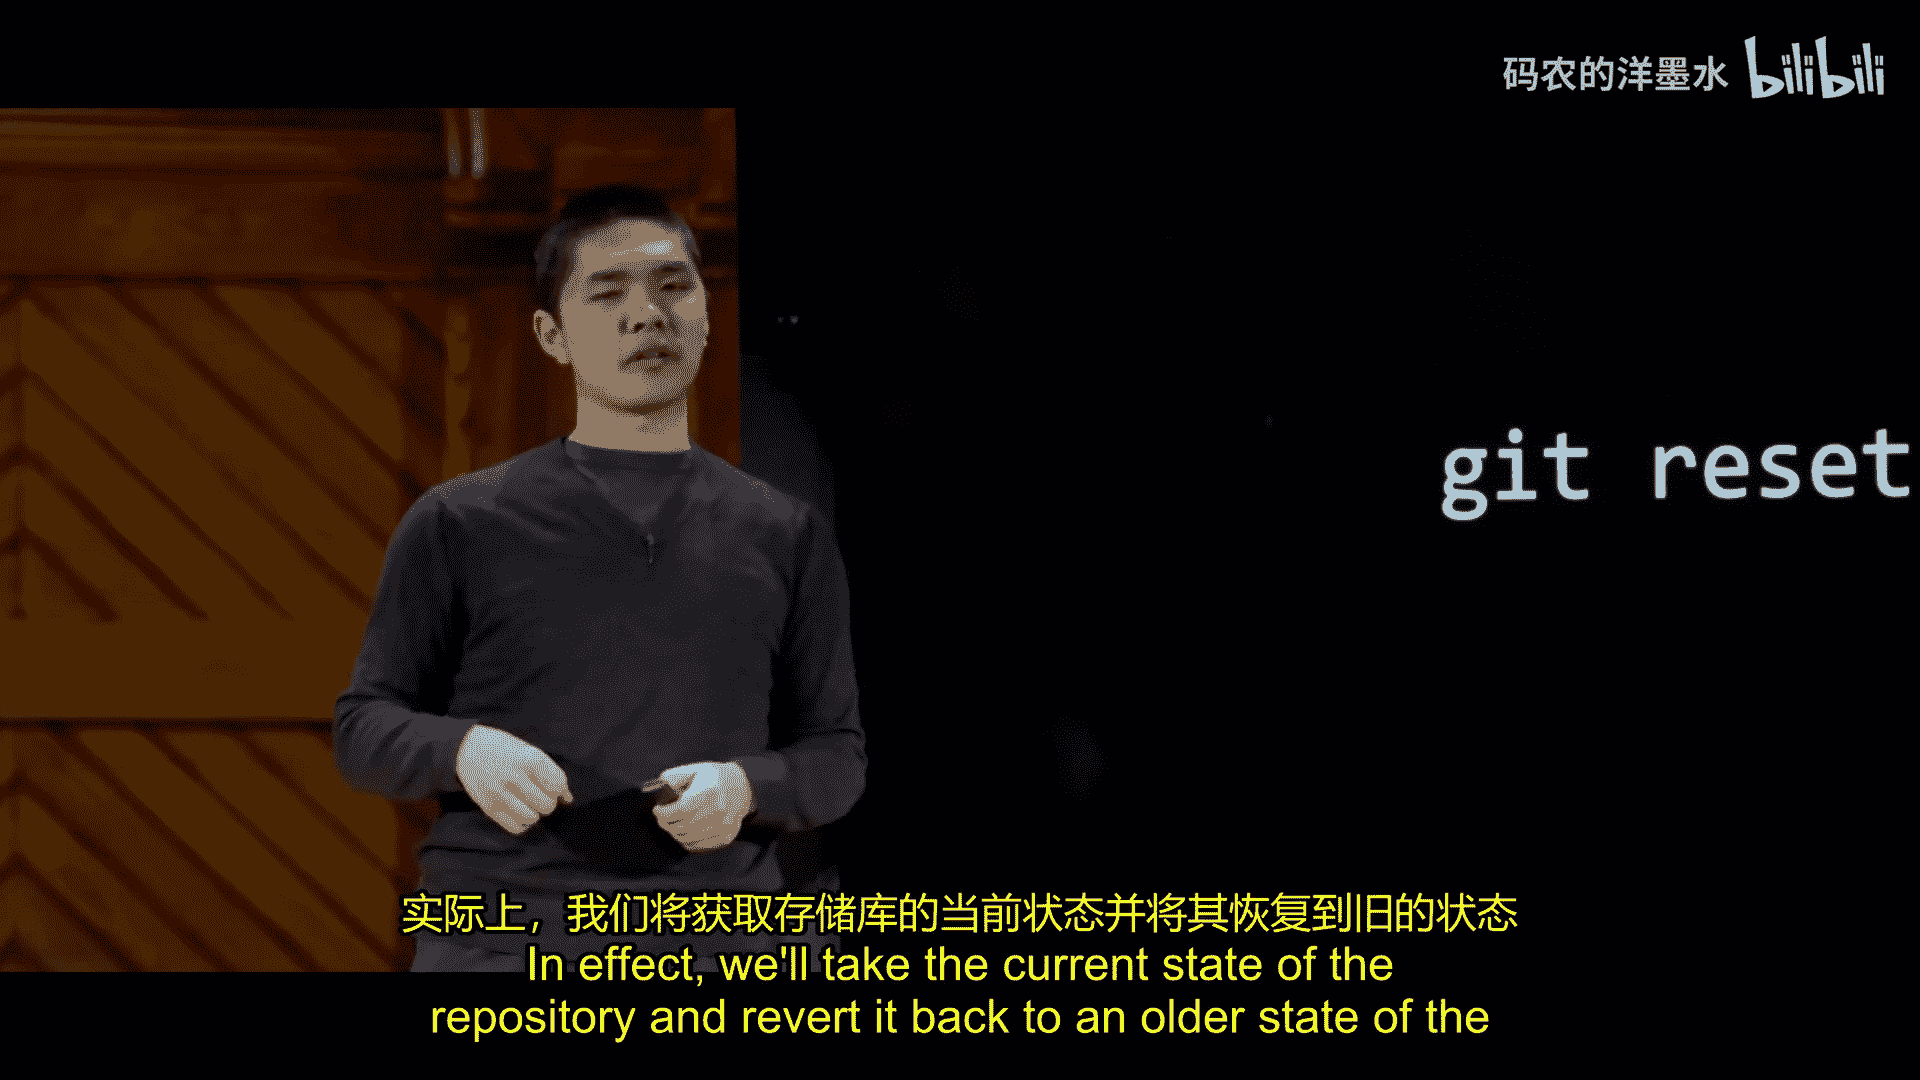 码农的洋墨水 bilibili
git reset
实际上，我们将获取存储库的当前状态并将其恢复到旧的状态
In effect, we'll take the current state of the
repository and revert it back to an older state of the